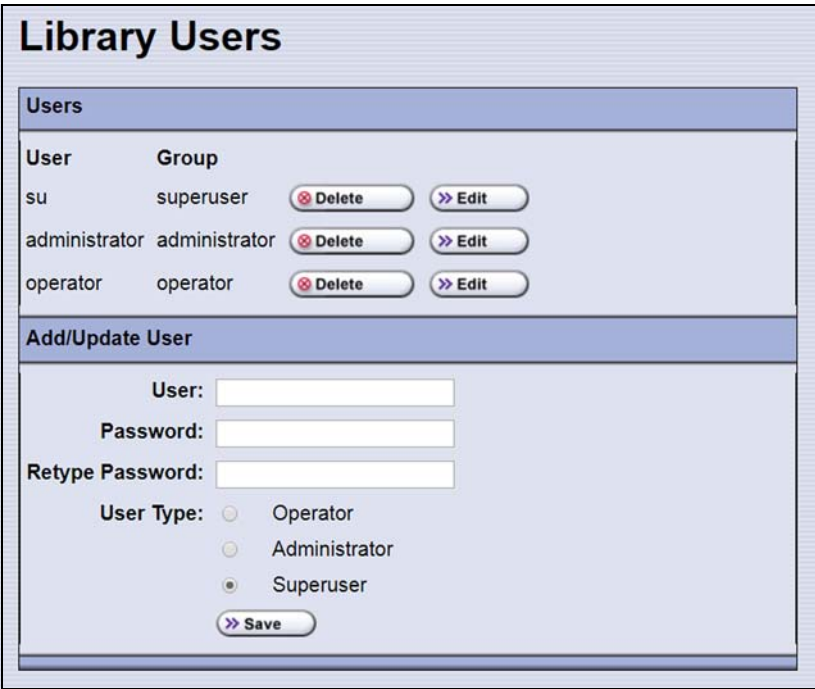 Library Users
Users
User Group
su superuser Delete Edit
administrator administrator Delete Edit
operator operator Delete Edit
Add/Update User
User:
Password:
Retype Password:
User Type: Operator
Administrator
Superuser
Save